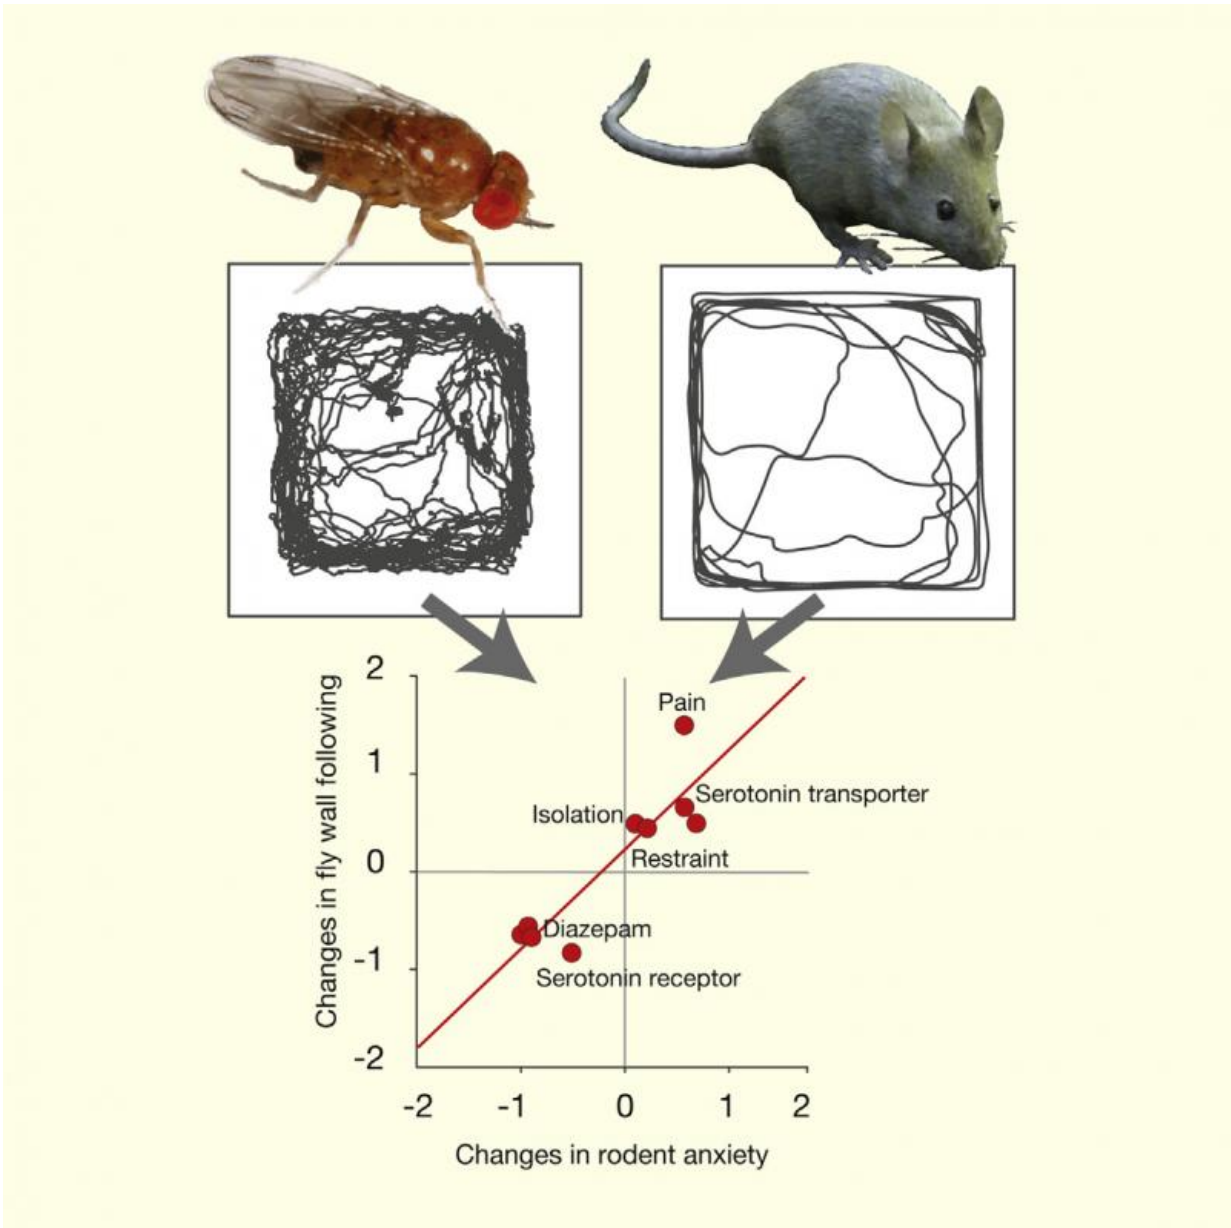 2
1
0
-1
-2
Changes in fly wall following
Pain
Serotonin transporter
Isolation
Restraint
Diazepam
Serotonin receptor
-2 -1 0 1 2
Changes in rodent anxiety